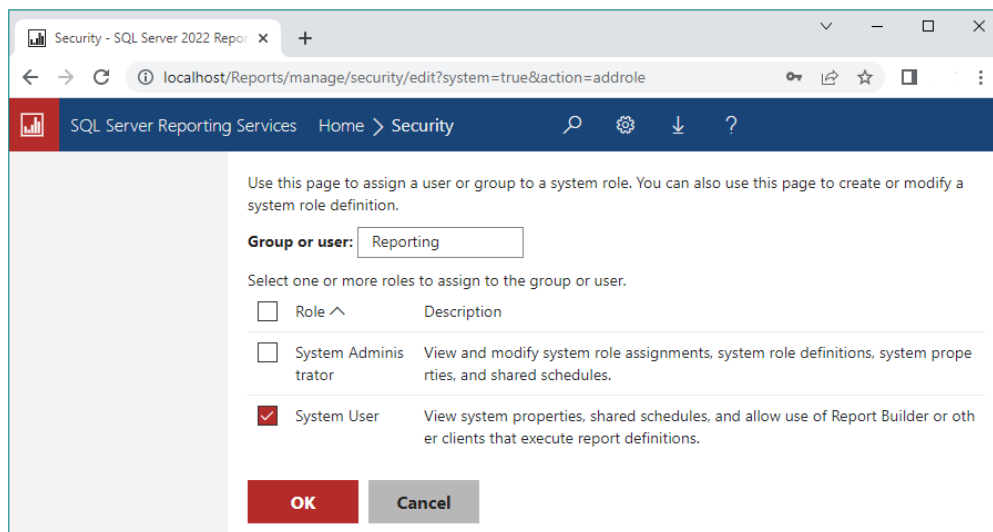 Security - SQL Server 2022 Repor
localhost/Reports/manage/security/edit?system=true&action=addrole
SQL Server Reporting Services Home > Security
Use this page to assign a user or group to a system role. You can also use this page to create or modify a
system role definition.
Group or user: Reporting
Select one or more roles to assign to the group or user.
Role Description
System Adminis View and modify system role assignments, system role definitions, system prope
trator rties, and shared schedules.
System User View system properties, shared schedules, and allow use of Report Builder or oth
er clients that execute report definitions.
OK Cancel